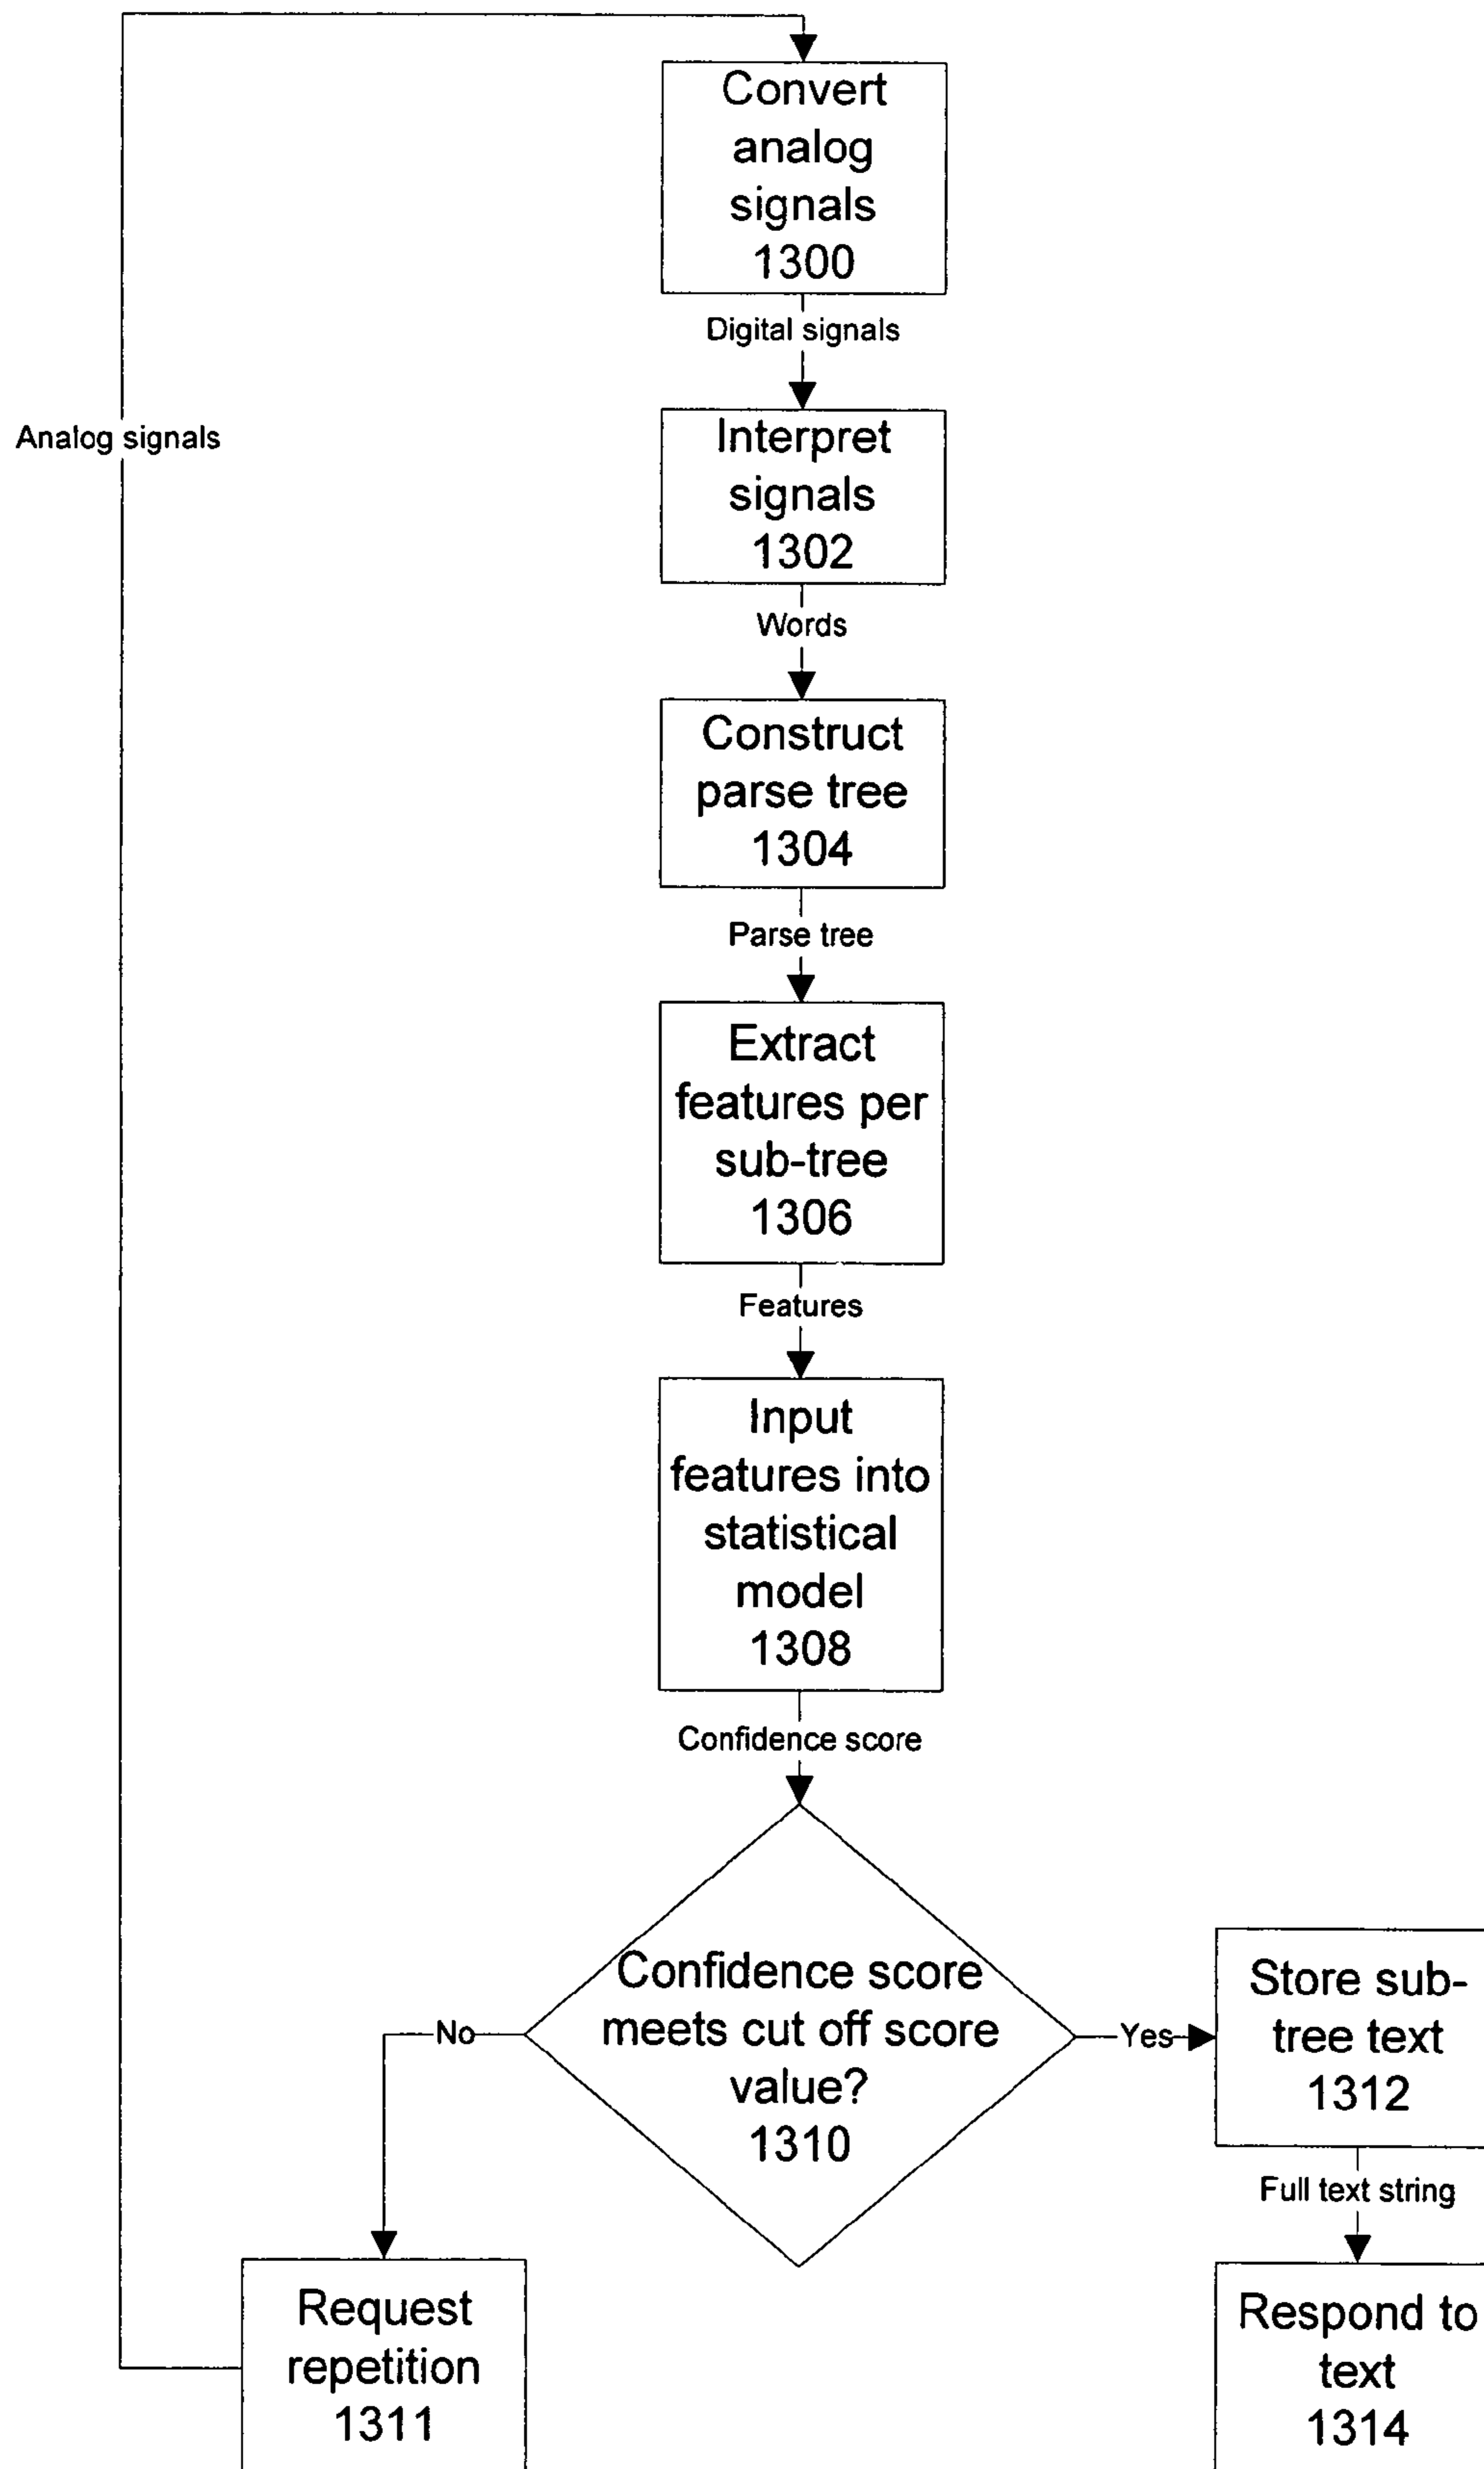 Convert
analog
signals
1300
Digital signals
Analog signals
Interpret
signals
1302
Words
Construct
parse tree
1304
Parse tree
Extract
features per
sub-tree
1306
Features
Input
features into
statistical
model
1308
Confidence score
Confidence score
meets cut off score
value?
1310
No
Yes
Store sub-
tree text
1312
Full text string
Request
repetition
1311
Respond to
text
1314